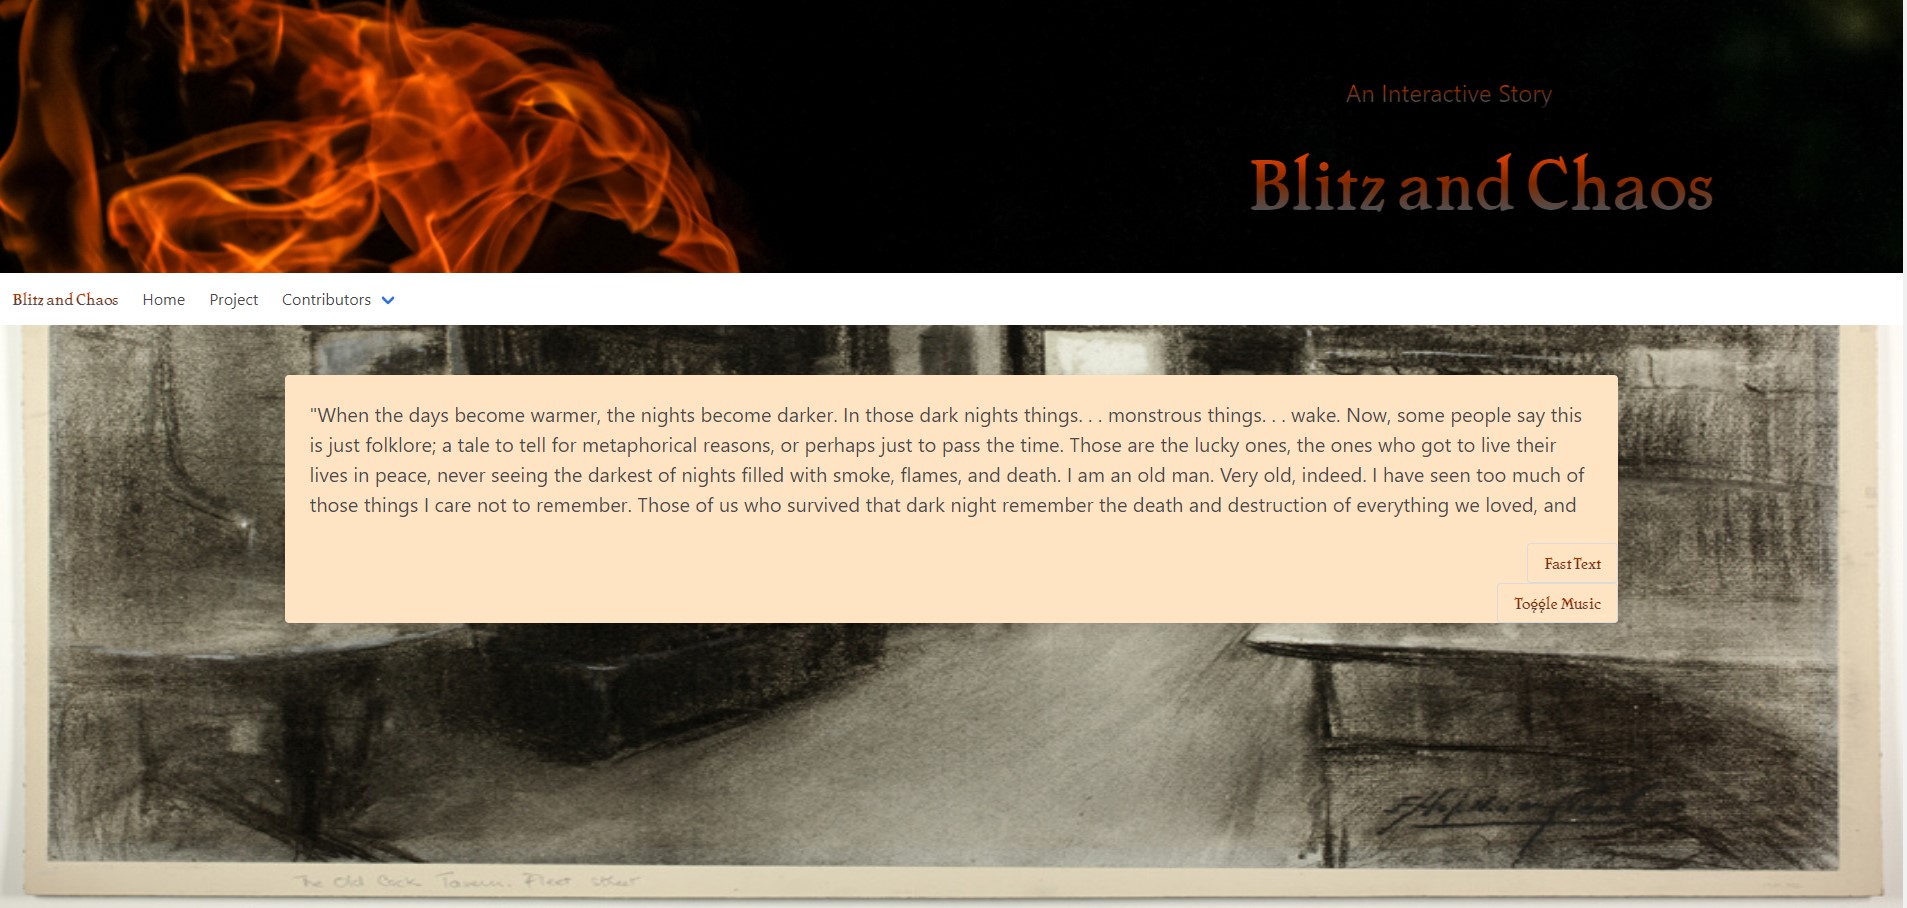 An Interactive Story
Blitz and Chaos
Blitz and Chaos Home Project Contributors
"When the days become warmer, the nights become darker. In those dark nights things. . . monstrous things. . . wake. Now, some people say this
is just folklore; a tale to tell for metaphorical reasons, or perhaps just to pass the time. Those are the lucky ones, the ones who got to live their
lives in peace, never seeing the darkest of nights filled with smoke, flames, and death. I am an old man. Very old, indeed. I have seen too much of
those things I care not to remember. Those of us who survived that dark night remember the death and destruction of everything we loved, and
Fast Text
Toggle Music
The Old Cock Tavern. Fleet street